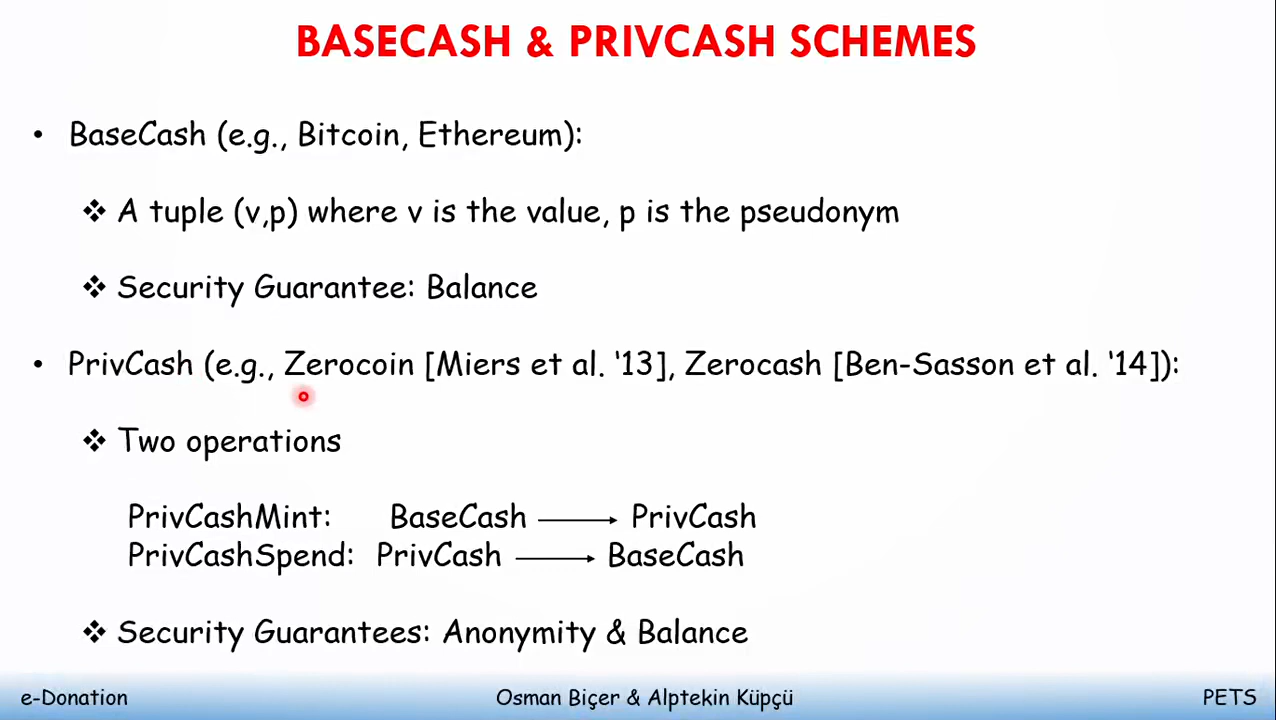 BASECASH & PRIVCASH SCHEMES
• BaseCash (e.g., Bitcoin, Ethereum):
❖ A tuple (v,p) where v is the value, p is the pseudonym
❖ Security Guarantee: Balance
• PrivCash (e.g., Zerocoin [Miers et al. '13], Zerocash [Ben-Sasson et al. '14]):
❖ Two operations
PrivCashMint: BaseCash ⟶ PrivCash
PrivCashSpend: PrivCash ⟶ BaseCash
❖ Security Guarantees: Anonymity & Balance
e-Donation Osman Biçer & Alptekin Küpçü PETS